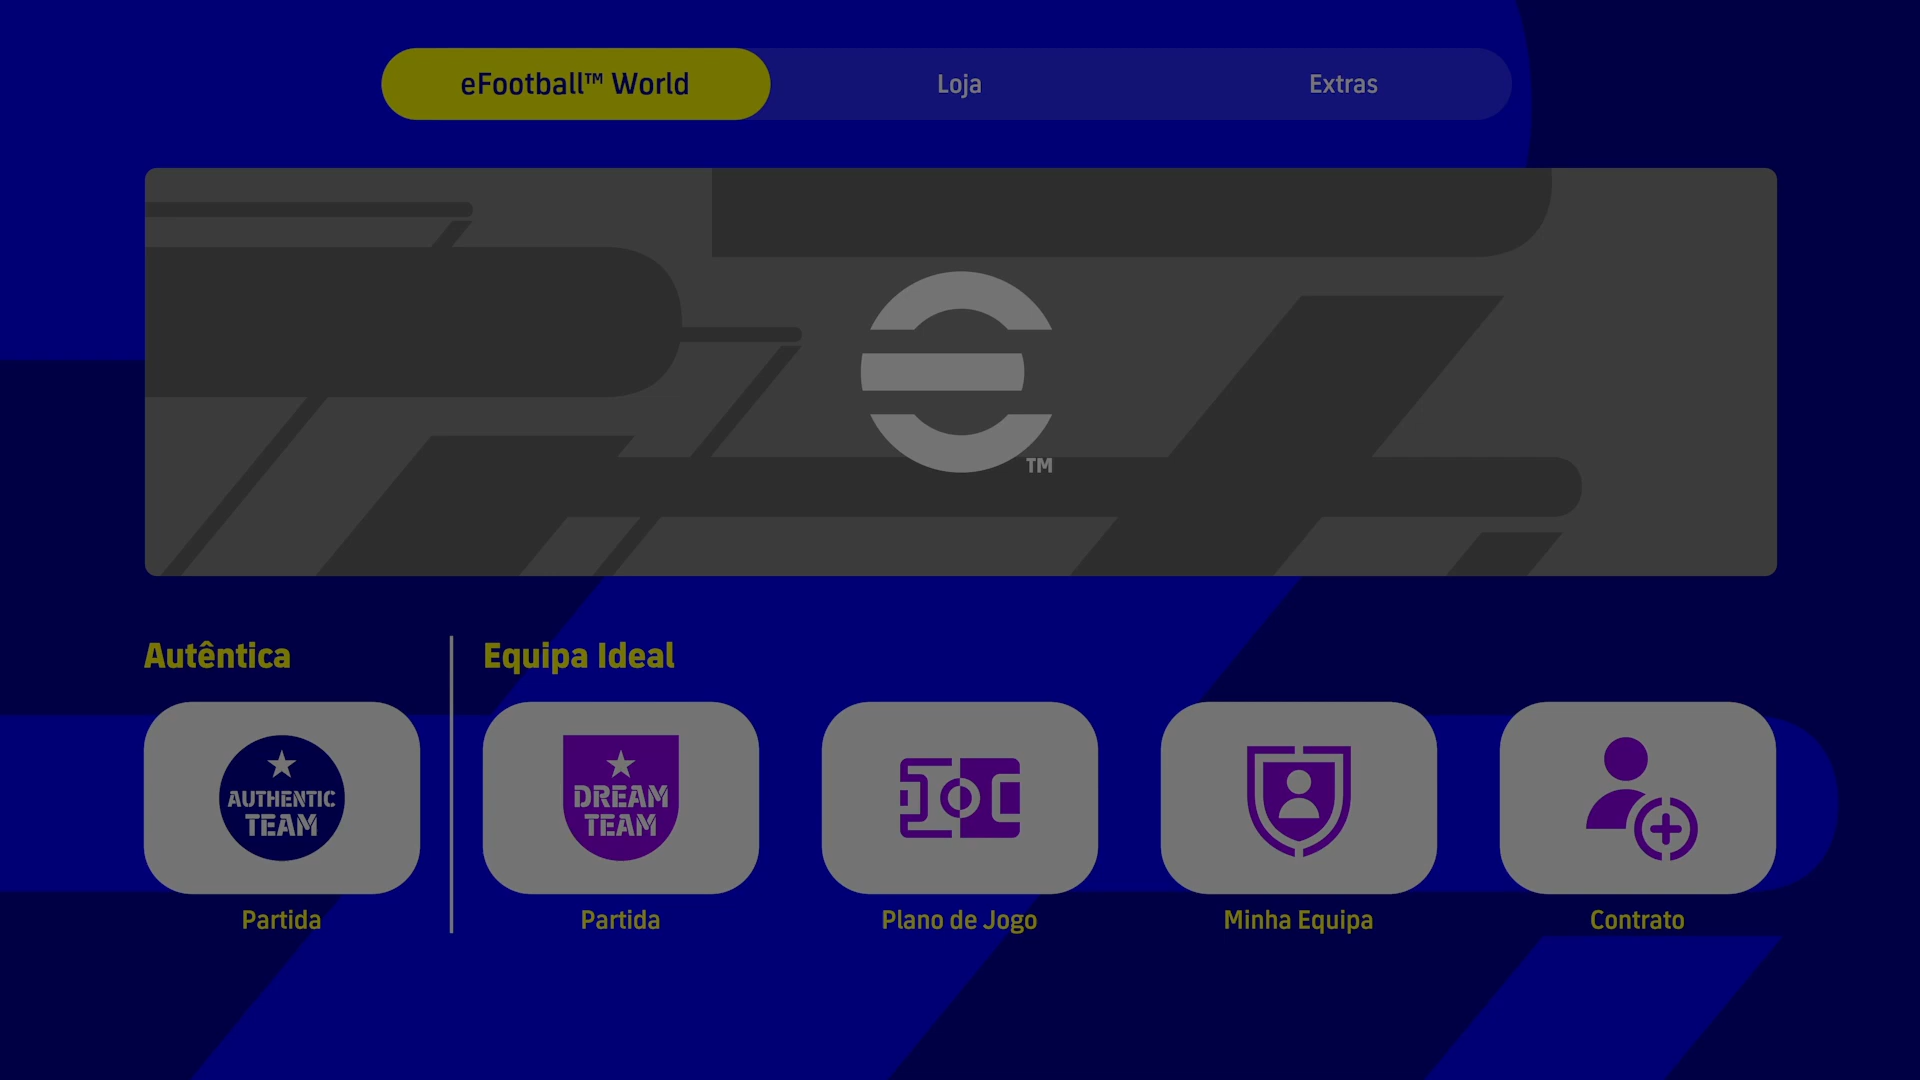 eFootball™ World
Loja
Extras
TM
Autêntica
Equipa Ideal
AUTHENTIC
TEAM
DREAM
TEAM
Partida
Partida
Plano de Jogo
Minha Equipa
Contrato